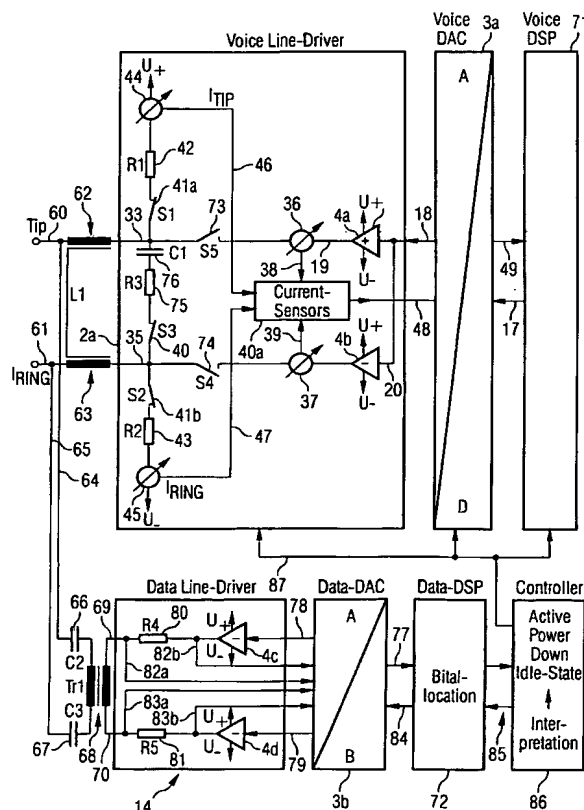 Voice Line-Driver
Voice DAC
3a
Voice DSP
71
U+
44
ITIP
R1
42
46
A
62
41a
60
Tip
33
S1
73
36
4a
U+
18
S5
C1
38
19
U-
49
76
R3
75
Current-Sensors
L1
S3
48
17
2a
74
39
U+
61
35
40
40a
4b
IRING
S4
37
U-
20
63
S2
41b
65
R2
43
47
64
45
IRING
U-
D
87
Data Line-Driver
Data-DAC
Data-DSP
Controller
66
69
R4
80
U+
78
A
77
Active Power Down Idle-State
C2
82b
U-
4c
Tr1
82a
Bital-location
83a
C3
83b
U+
84
85
Interpretation
67
68
70
R5
81
U-
4d
79
B
14
3b
72
86